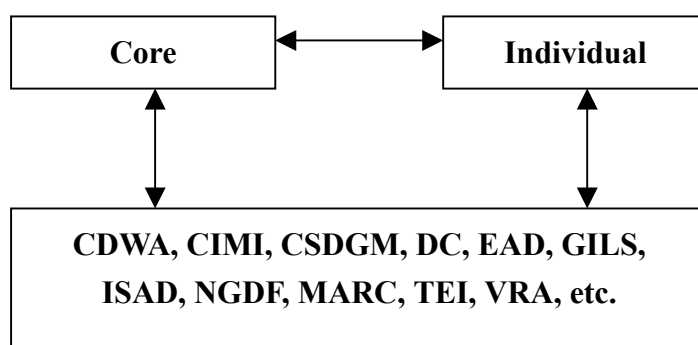 Core
Individual
CDWA, CIMI, CSDGM, DC, EAD, GILS,
ISAD, NGDF, MARC, TEI, VRA, etc.